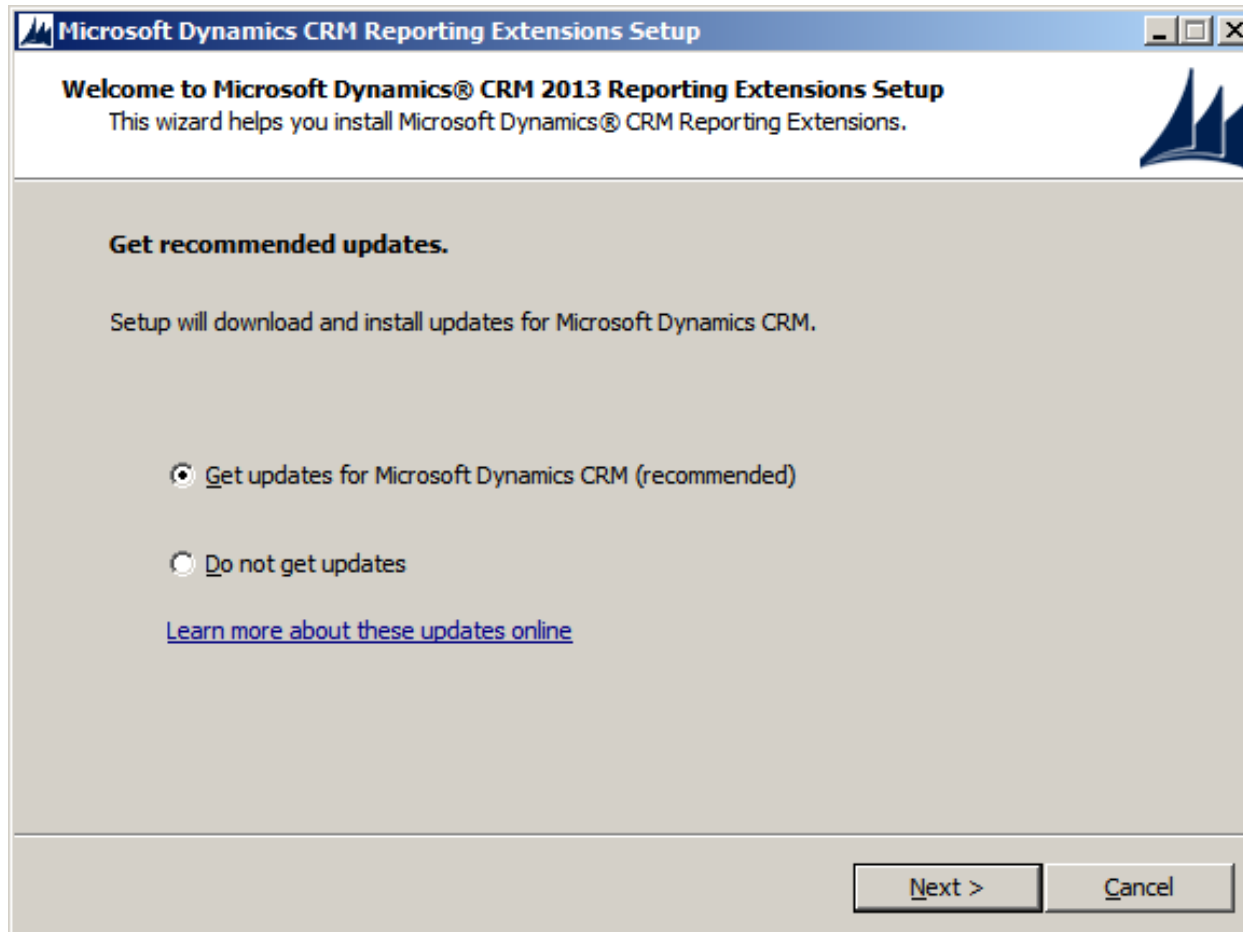 Microsoft Dynamics CRM Reporting Extensions Setup
Welcome to Microsoft Dynamics® CRM 2013 Reporting Extensions Setup
This wizard helps you install Microsoft Dynamics® CRM Reporting Extensions.
Get recommended updates.
Setup will download and install updates for Microsoft Dynamics CRM.
Get updates for Microsoft Dynamics CRM (recommended)
Do not get updates
Learn more about these updates online
Next >
Cancel